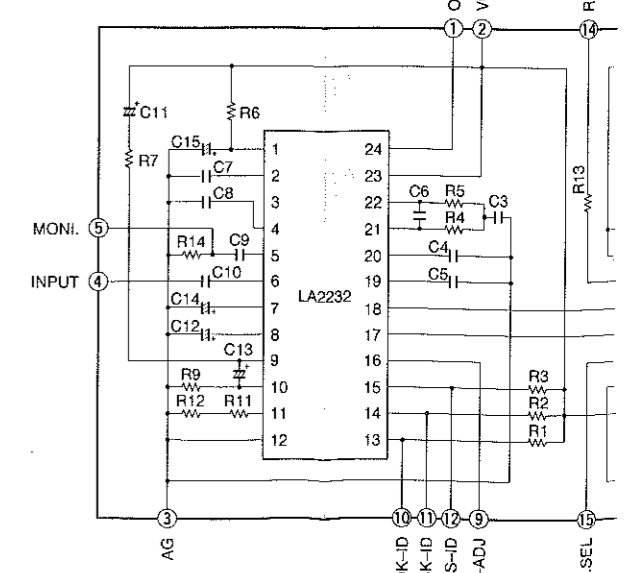 O
V
R
1
2
14
C11
R6
R7
C15
C7
C8
R13
MONI. 5
R14 C9
INPUT 4
C10
C14
C12
C13
R9
R12 R11
LA2232
1 24
2 23
3 22
4 21
5 20
6 19
7 18
8 17
9 16
10 15
11 14
12 13
C6 R5
C3
R4
C4
C5
R3
R2
R1
3
10
11
12
9
15
AG
K-ID
K-ID
S-ID
-ADJ
.SEL